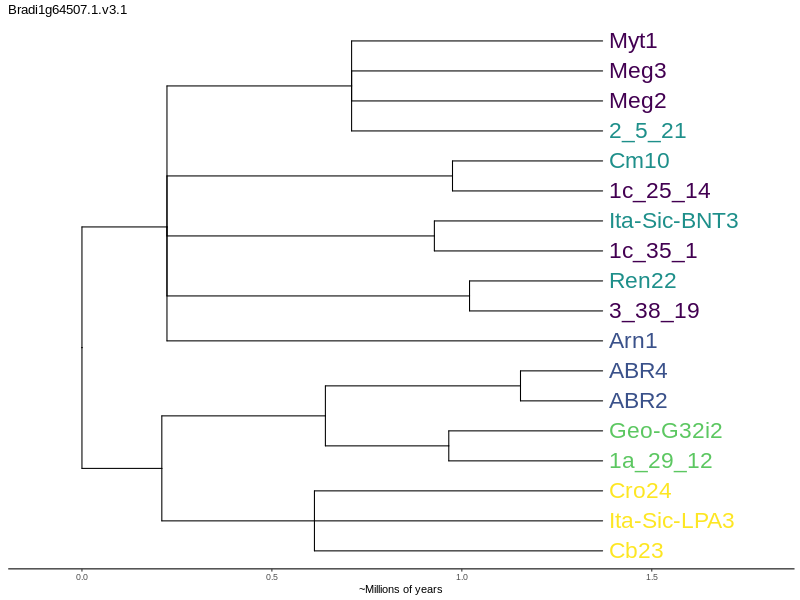 Bradi1g64507.1.v3.1
Myt1
Meg3
Meg2
2_5_21
Cm10
1c_25_14
Ita-Sic-BNT3
1c_35_1
Ren22
3_38_19
Arn1
ABR4
ABR2
Geo-G32i2
1a_29_12
Cro24
Ita-Sic-LPA3
Cb23
0.0 0.5 1.0 1.5
~Millions of years